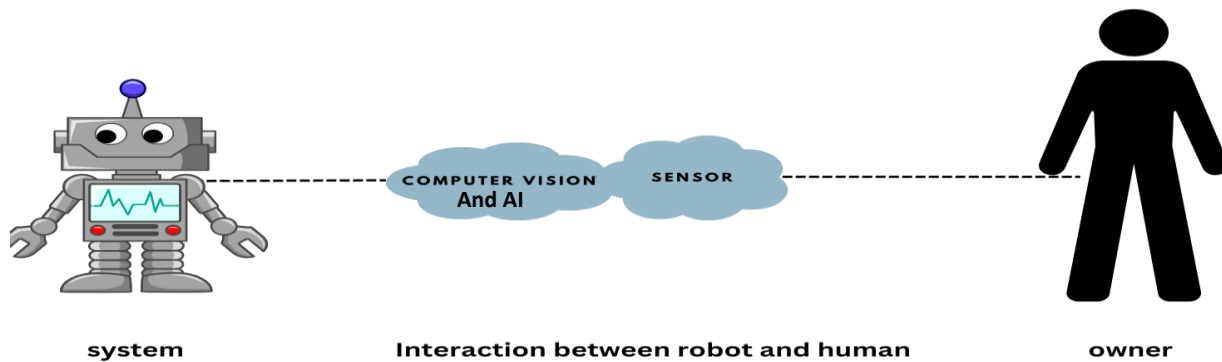 COMPUTER VISION
And AI
SENSOR
system
Interaction between robot and human
owner